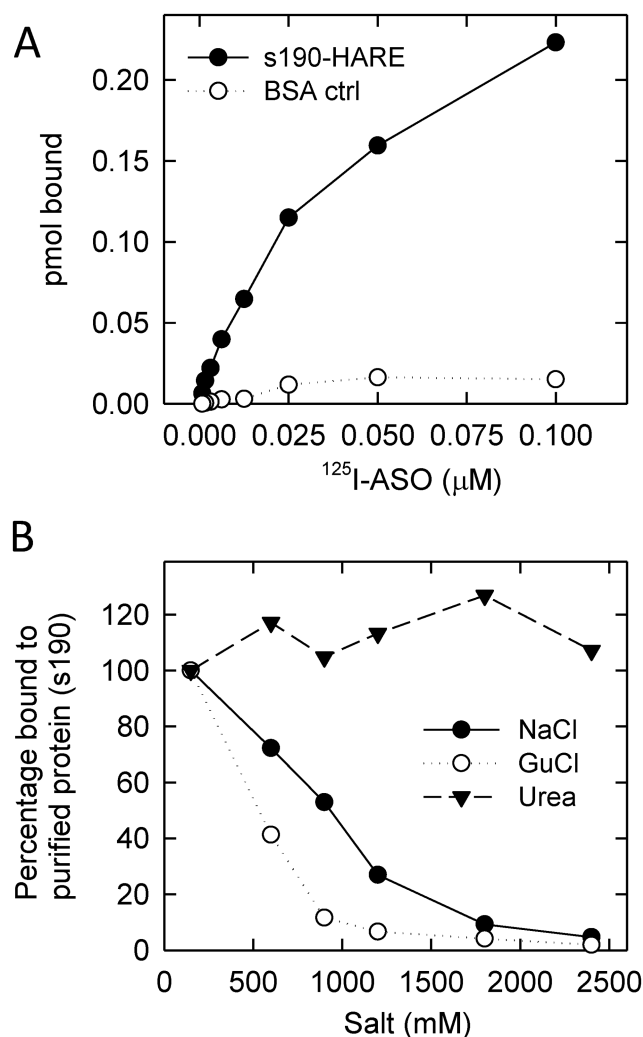 A
s190-HARE
BSA ctrl
pmol bound
0.20
0.15
0.10
0.05
0.00
0.000 0.025 0.050 0.075 0.100
¹²⁵I-ASO (μM)
B
Percentage bound to
purified protein (s190)
120
100
80
60
40
20
0
NaCl
GuCl
Urea
0 500 1000 1500 2000 2500
Salt (mM)